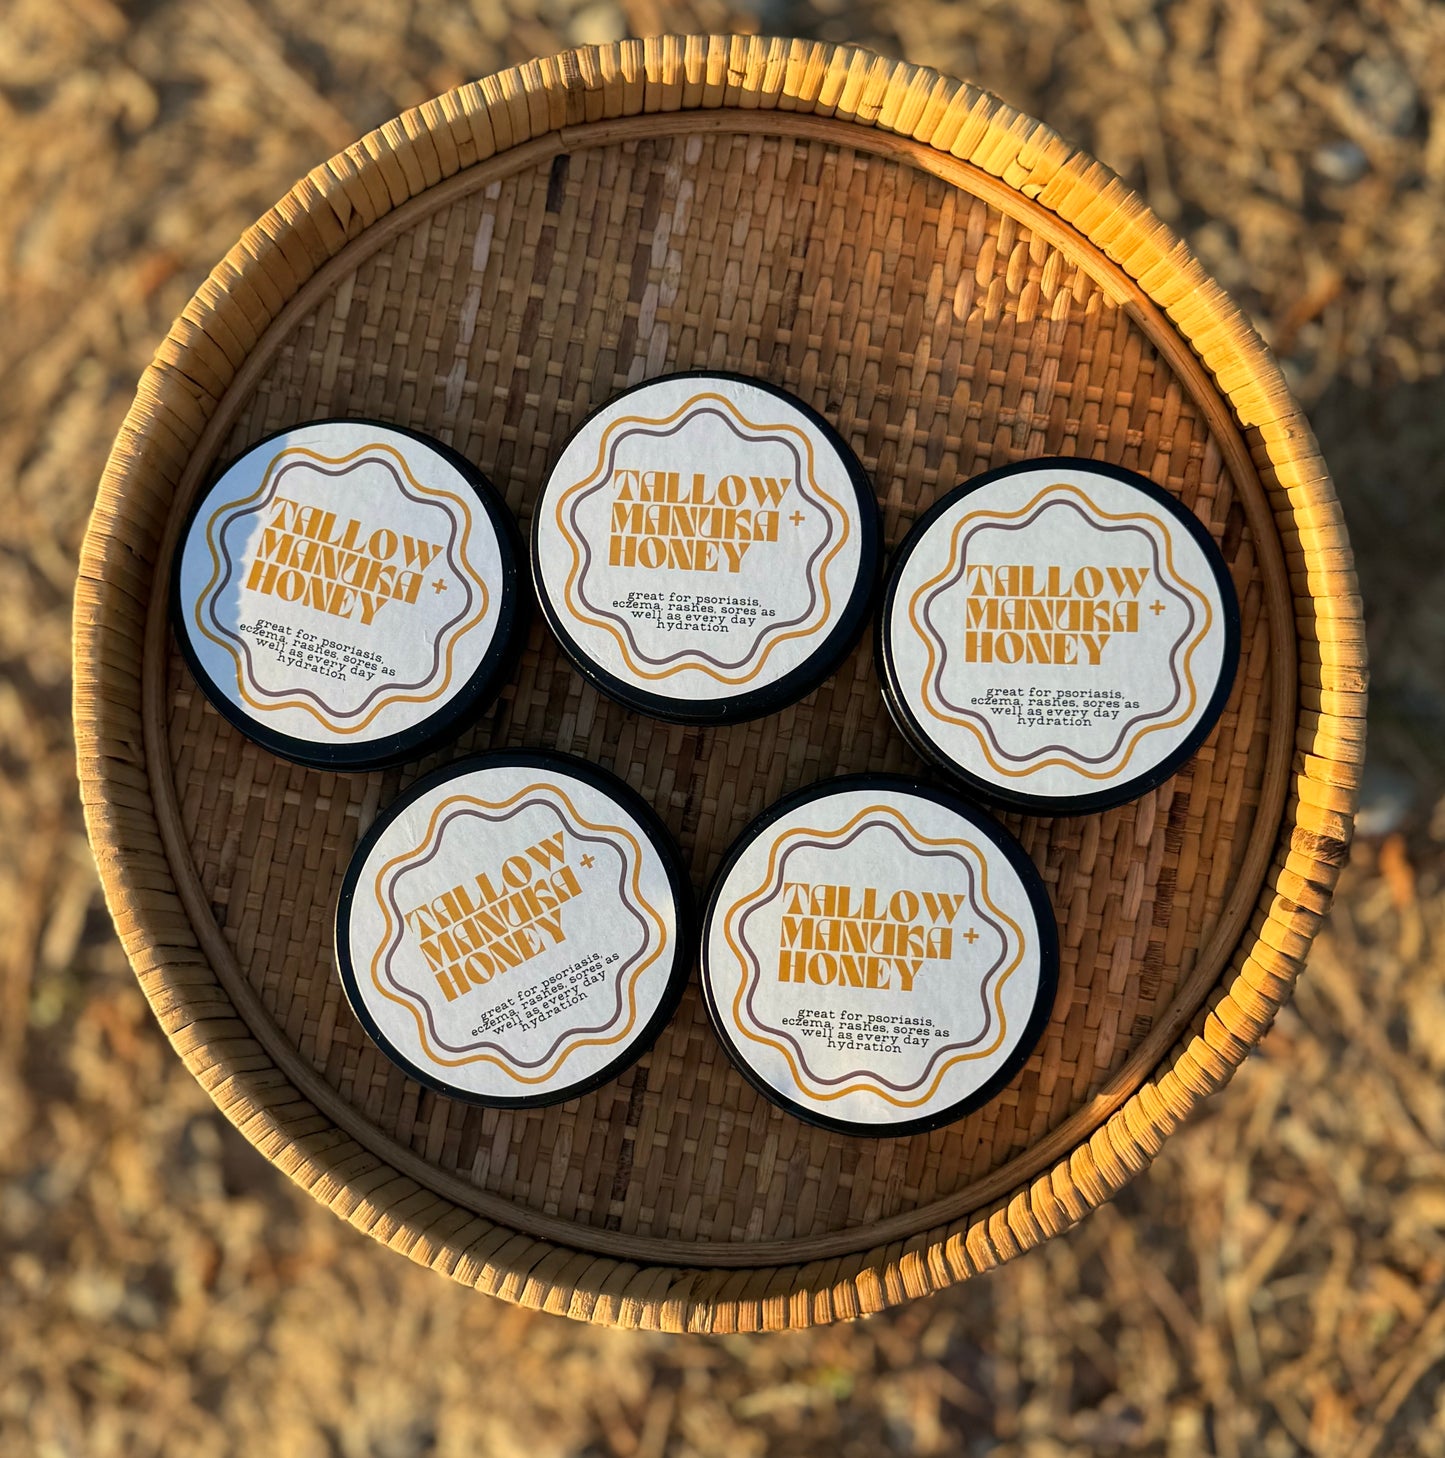 TALLOW
MANUKA +
HONEY
great for psoriasis,
eczema, rashes, sores as
well as every day
hydration
TALLOW
MANUKA +
HONEY
great for psoriasis,
eczema, rashes, sores as
well as every day
hydration
TALLOW
MANUKA +
HONEY
great for psoriasis,
eczema, rashes, sores as
well as every day
hydration
TALLOW
MANUKA +
HONEY
great for psoriasis,
eczema, rashes, sores as
well as every day
hydration
TALLOW
MANUKA +
HONEY
great for psoriasis,
eczema, rashes, sores as
well as every day
hydration